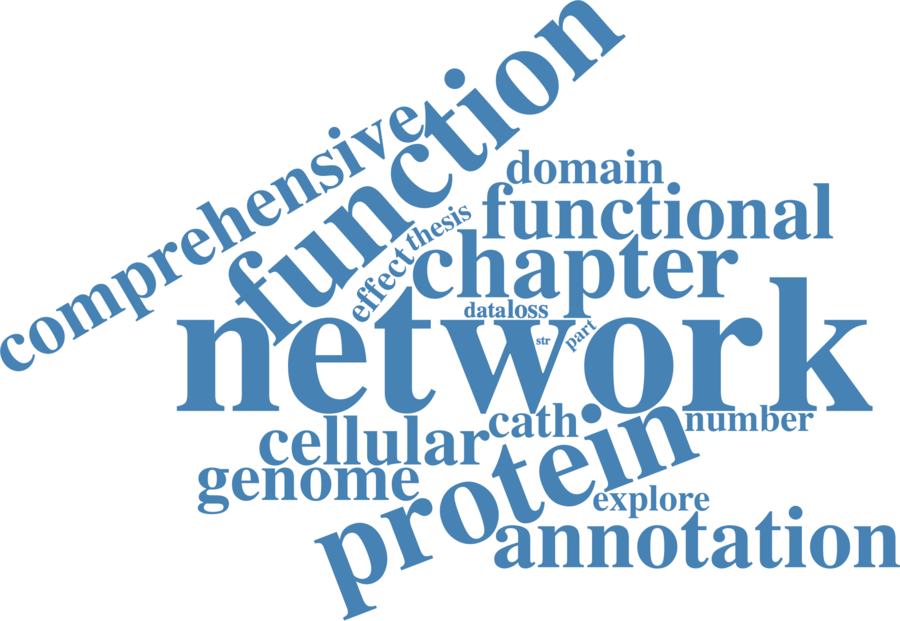 comprehensive
function
domain
functional
thesis
chapter
effect
dataloss
network
str
part
cath
number
cellular
protein
genome
explore
annotation